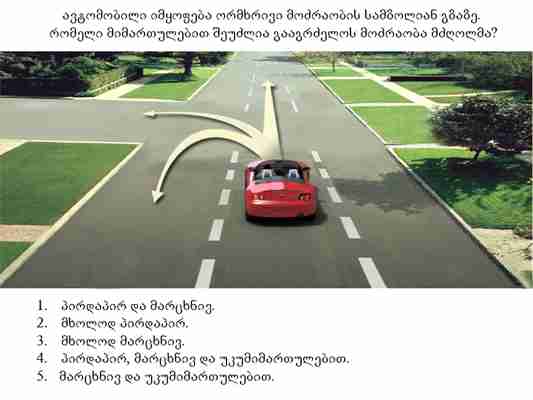 ავტომობილი იმყოფება ორმხრივი მოძრაობის სამზოლიან გზაზე.
რომელი მიმართულებით შეუძლია გააგრძელოს მოძრაობა მძღოლმა?
1. პირდაპირ და მარცხნივ.
2. მხოლოდ პირდაპირ.
3. მხოლოდ მარცხნივ.
4. პირდაპირ, მარცხნივ და უკუმიმართულებით.
5. მარცხნივ და უკუმიმართულებით.